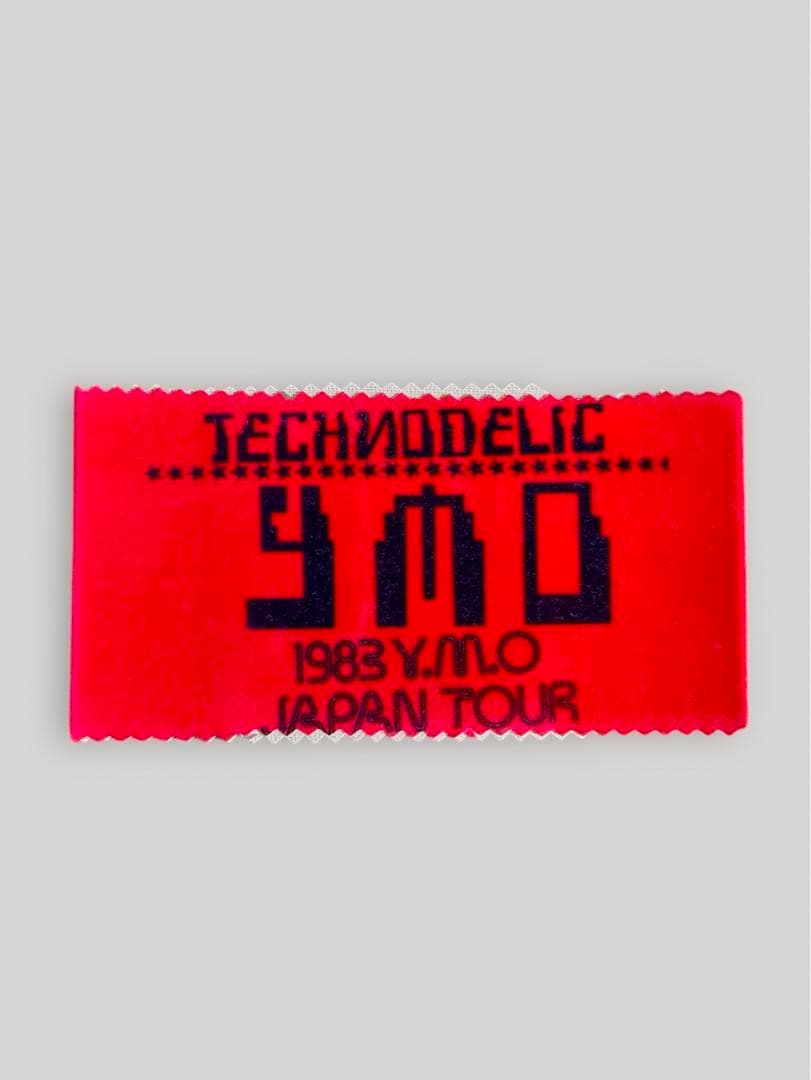 TECHNODELIC
YMO
1983 Y.M.O
JAPAN TOUR